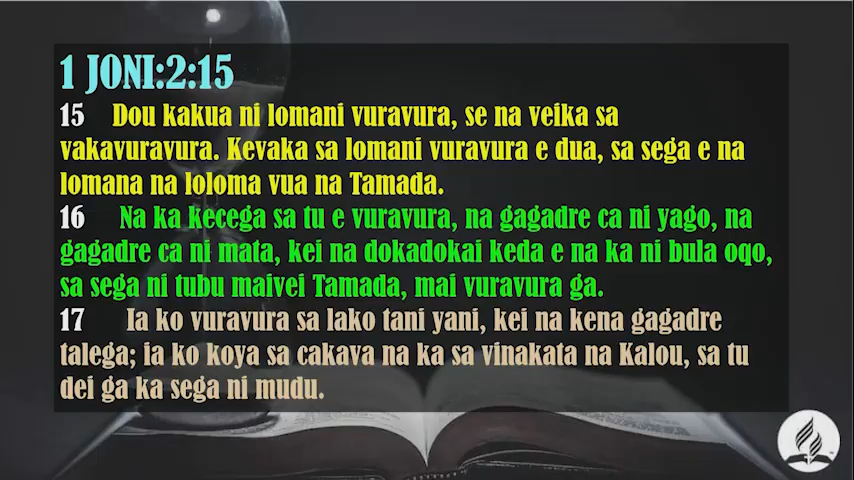 1 JONI:2:15
15 Dou kakua ni lomani vuravura, se na veika sa
vakavuravura. Kevaka sa lomani vuravura e dua, sa sega e na
lomana na loloma vua na Tamada.
16 Na ka kecega sa tu e vuravura, na gagadre ca ni yago, na
gagadre ca ni mata, kei na dokadokai keda e na ka ni bula oqo,
sa sega ni tubu maivei Tamada, mai vuravura ga.
17 Ia ko vuravura sa lako tani yani, kei na kena gagadre
talega; ia ko koya sa cakava na ka sa vinakata na Kalou, sa tu
dei ga ka sega ni mudu.